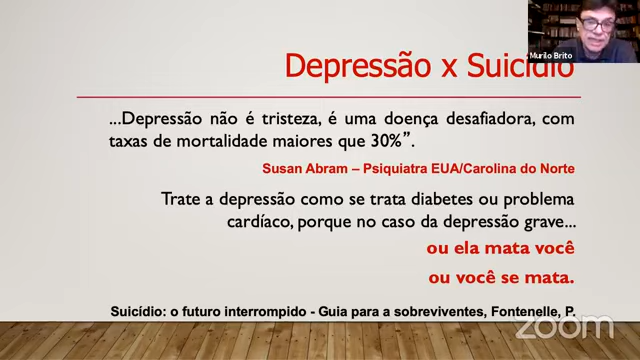 Murilo Brito
Depressão x Suicídio
...Depressão não é tristeza, é uma doença desafiadora, com
taxas de mortalidade maiores que 30%”.
Susan Abram – Psiquiatra EUA/Carolina do Norte
Trate a depressão como se trata diabetes ou problema
cardíaco, porque no caso da depressão grave...
ou ela mata você
ou você se mata.
Suicídio: o futuro interrompido - Guia para a sobreviventes, Fontenelle, P.
zoom